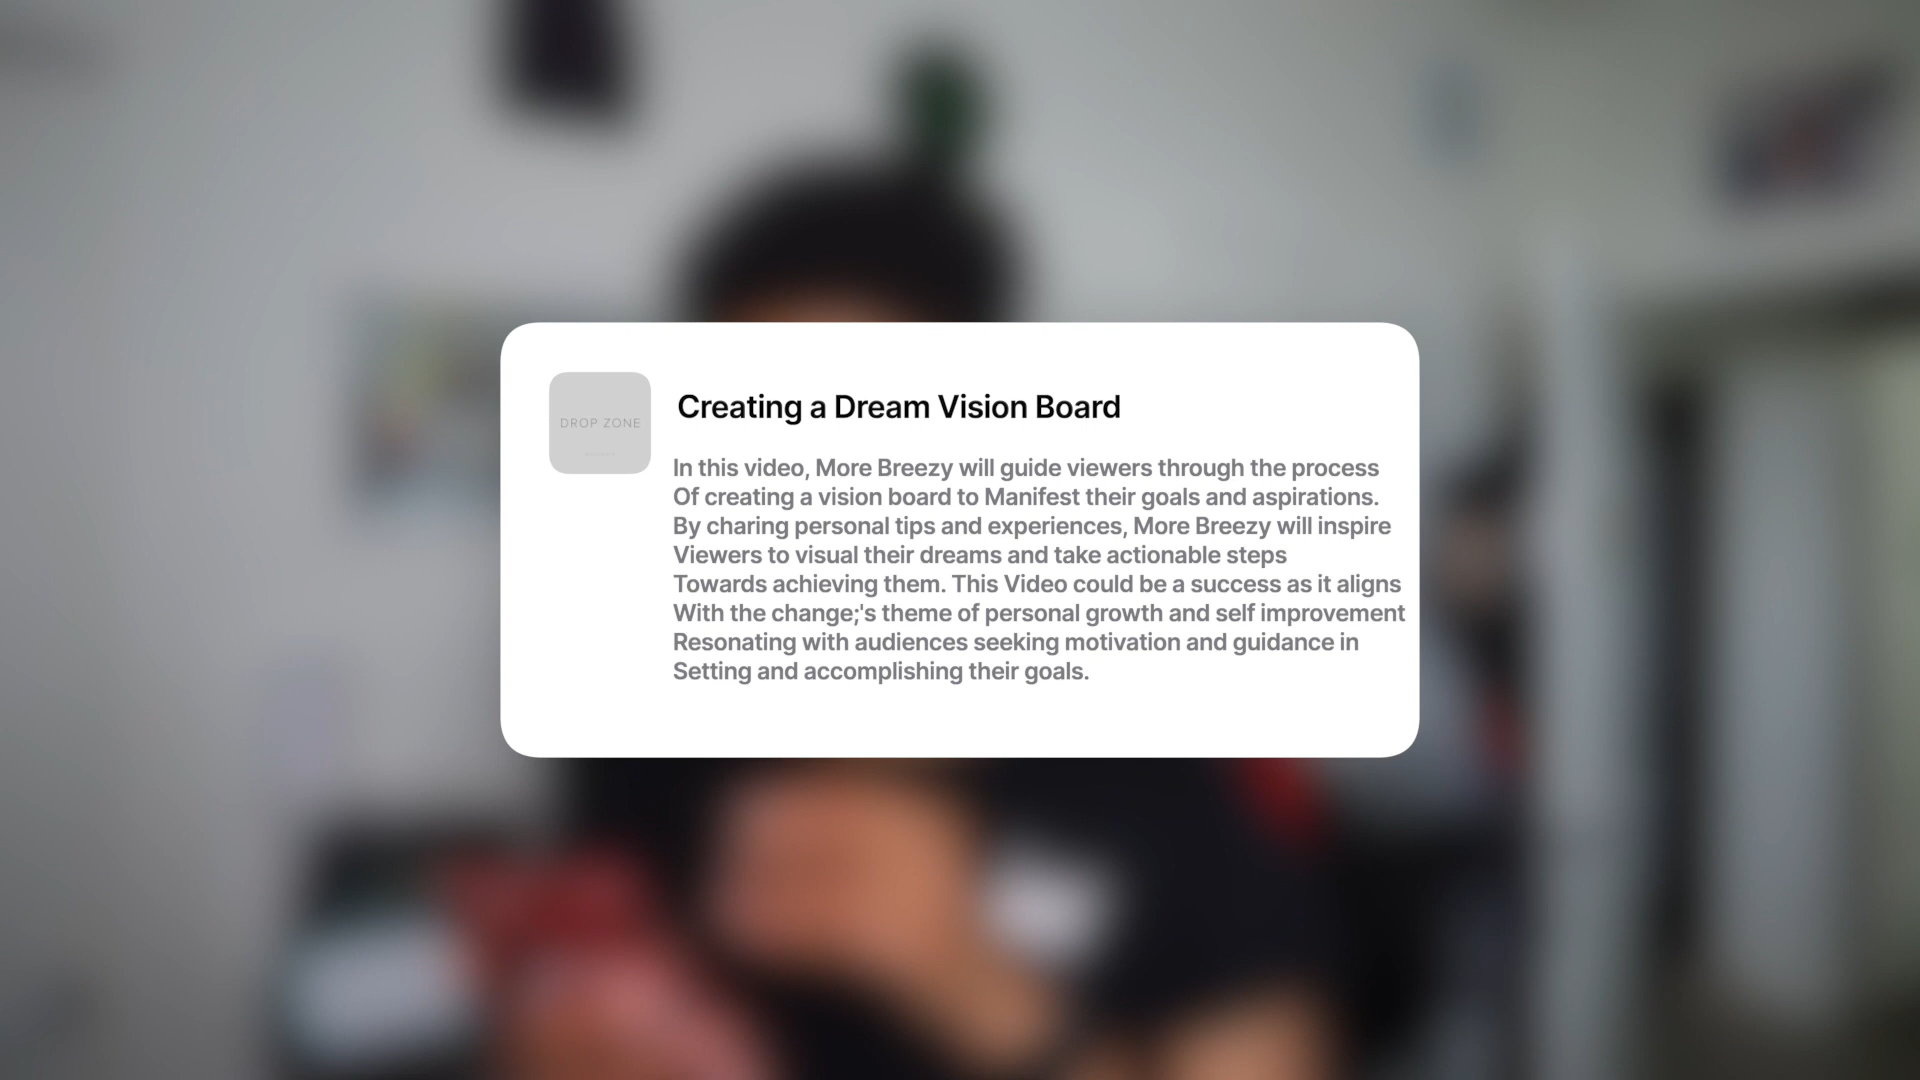 DROP ZONE
Creating a Dream Vision Board
In this video, More Breezy will guide viewers through the process
Of creating a vision board to Manifest their goals and aspirations.
By charing personal tips and experiences, More Breezy will inspire
Viewers to visual their dreams and take actionable steps
Towards achieving them. This Video could be a success as it aligns
With the change;'s theme of personal growth and self improvement
Resonating with audiences seeking motivation and guidance in
Setting and accomplishing their goals.